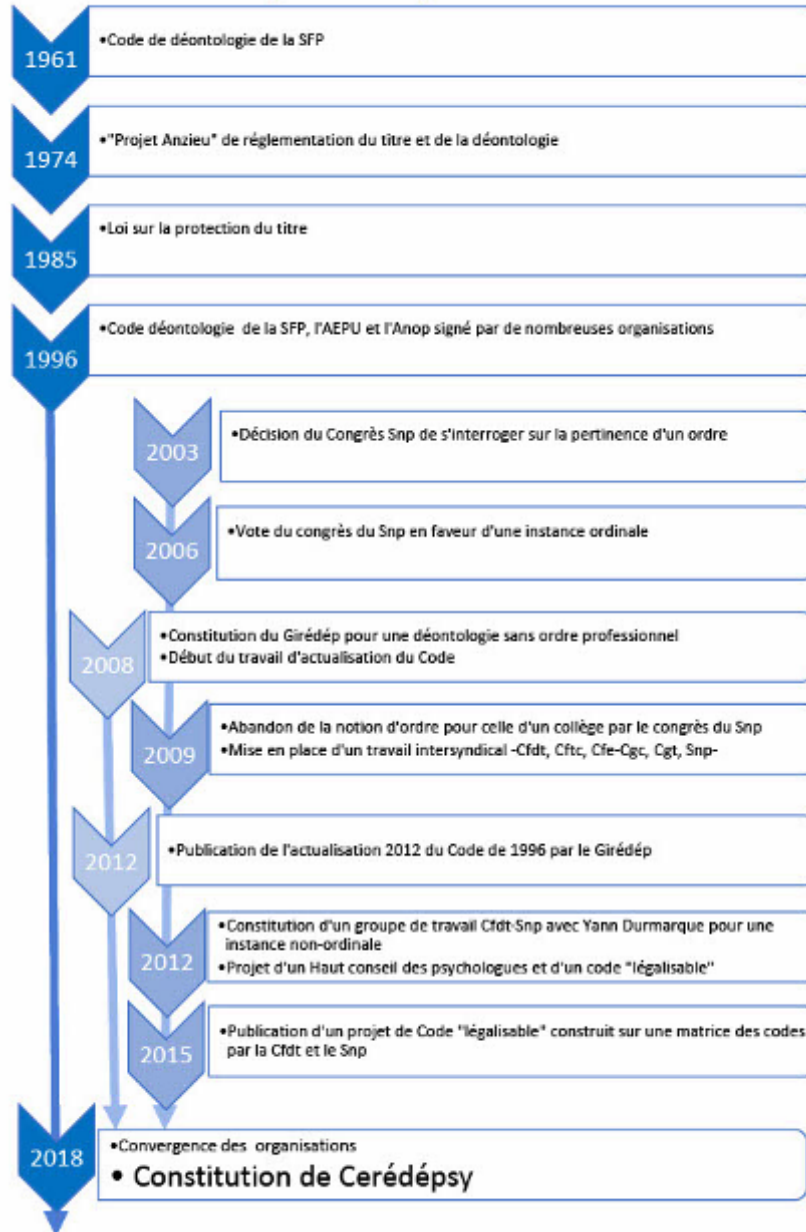 1961
•Code de déontologie de la SFP
1974
•"Projet Anzieu" de réglementation du titre et de la déontologie
1985
•Loi sur la protection du titre
1996
•Code déontologie de la SFP, l'AEPU et l'Anop signé par de nombreuses organisations
2003
•Décision du Congrès Snp de s'interroger sur la pertinence d'un ordre
2006
•Vote du congrès du Snp en faveur d'une instance ordinale
2008
•Constitution du Girédép pour une déontologie sans ordre professionnel
•Début du travail d'actualisation du Code
2009
•Abandon de la notion d'ordre pour celle d'un collège par le congrès du Snp
•Mise en place d'un travail intersyndical -Cfdt, Cftc, Cfe-Cgc, Cgt, Snp-
2012
•Publication de l'actualisation 2012 du Code de 1996 par le Girédép
2012
•Constitution d'un groupe de travail Cfdt-Snp avec Yann Durmarque pour une
instance non-ordinale
•Projet d'un Haut conseil des psychologues et d'un code "légalisable"
2015
•Publication d'un projet de Code "légalisable" construit sur une matrice des codes
par la Cfdt et le Snp
2018
•Convergence des organisations
• Constitution de Cerédépsy